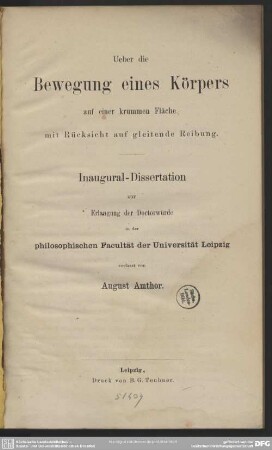 Ueber die
Bewegung eines Körpers
auf einer krummen Fläche,
mit Rücksicht auf gleitende Reibung.
Inaugural-Dissertation
zur
Erlangung der Doctorwürde
in der
philosophischen Facultät der Universität Leipzig
verfasst von
August Amthor.
Leipzig,
Druck von B. G. Teubner.